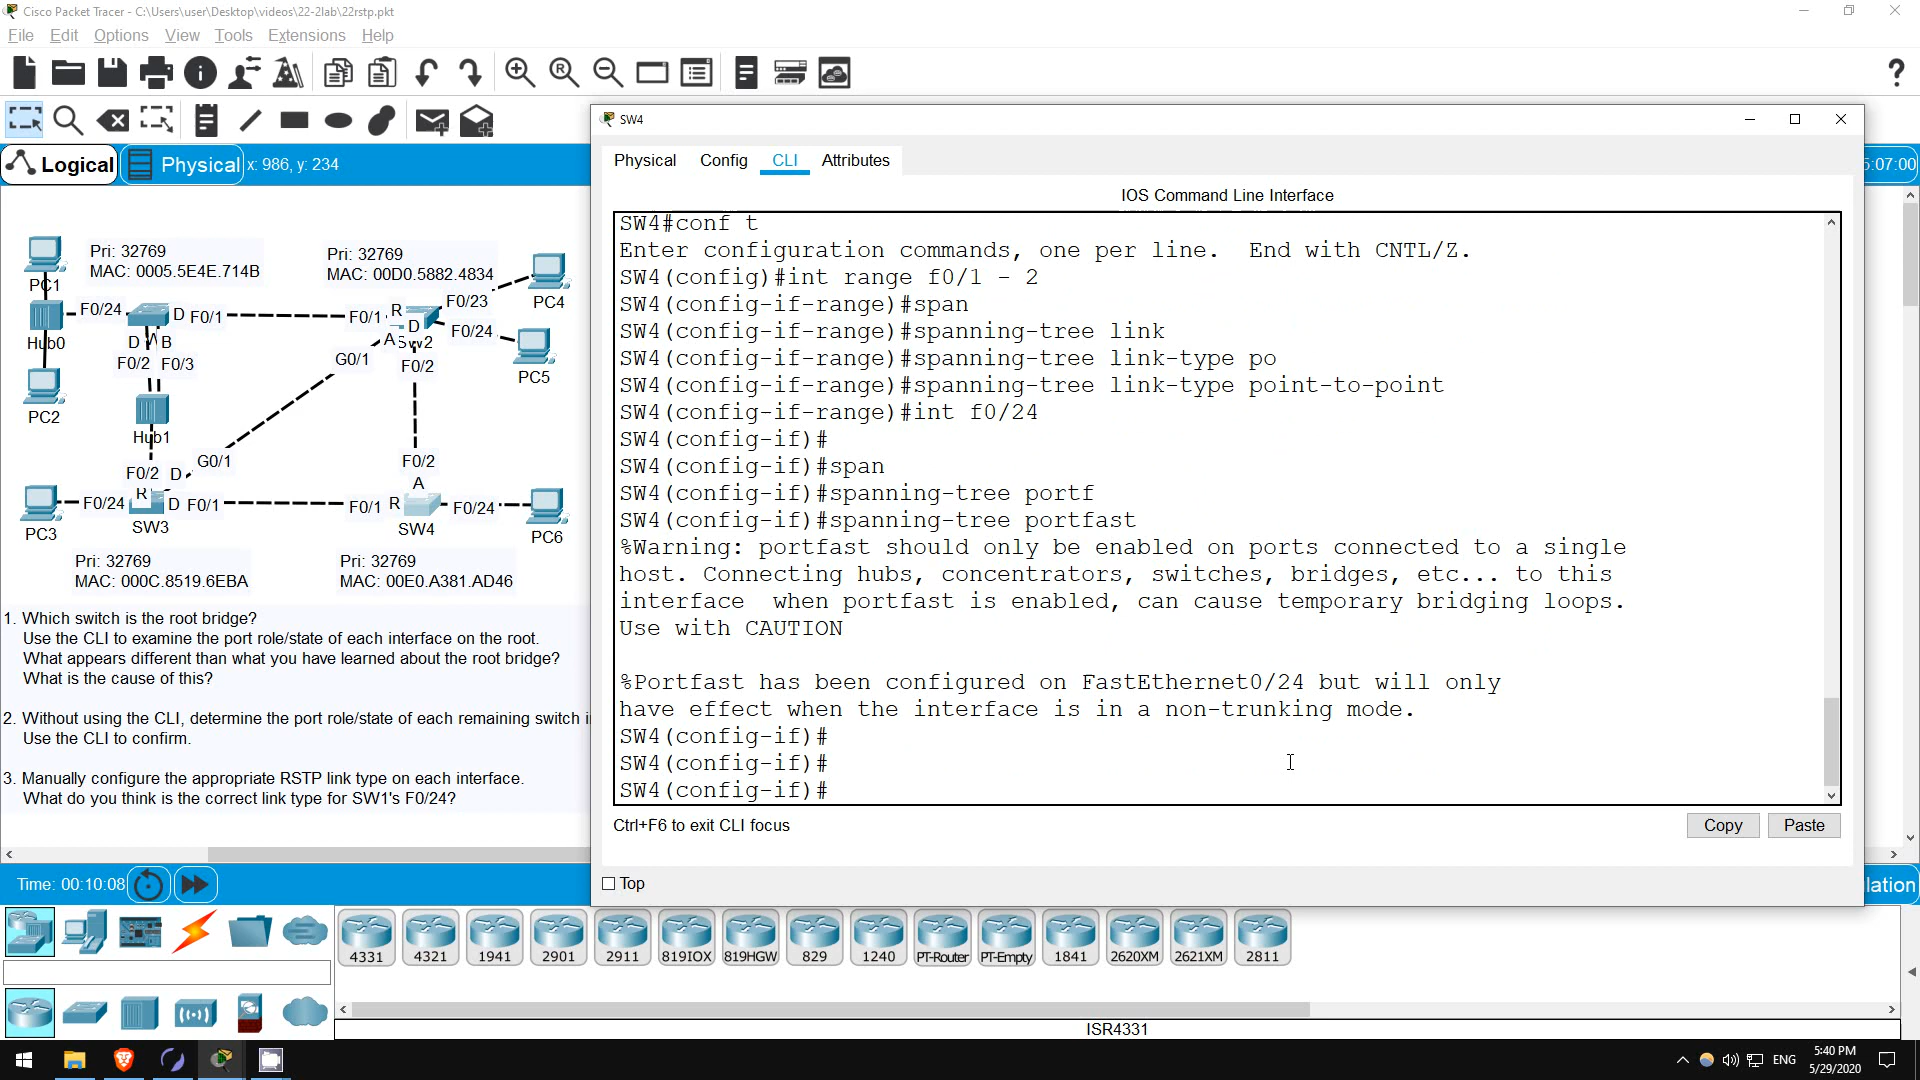 Cisco Packet Tracer - C:\Users\user\Desktop\videos\22-2lab\22rstp.pkt
File Edit Options View Tools Extensions Help
Logical Physical x: 986, y: 234
5:07:00
PC1
Pri: 32769
MAC: 0005.5E4E.714B
Pri: 32769
MAC: 00D0.5882.4834
PC4
F0/23
Hub0
F0/24
D F0/1
F0/1
R
D
A
F0/24
D
B
F0/2 F0/3
G0/1
F0/2
PC5
PC2
Hub1
G0/1
F0/2
F0/2 D
A
PC3
F0/24
R
D F0/1
F0/1 R
F0/24
SW3
SW4
PC6
Pri: 32769
MAC: 000C.8519.6EBA
Pri: 32769
MAC: 00E0.A381.AD46
1. Which switch is the root bridge?
Use the CLI to examine the port role/state of each interface on the root.
What appears different than what you have learned about the root bridge?
What is the cause of this?
2. Without using the CLI, determine the port role/state of each remaining switch i
Use the CLI to confirm.
3. Manually configure the appropriate RSTP link type on each interface.
What do you think is the correct link type for SW1's F0/24?
SW4
Physical Config CLI Attributes
IOS Command Line Interface
SW4#conf t
Enter configuration commands, one per line.  End with CNTL/Z.
SW4(config)#int range f0/1 - 2
SW4(config-if-range)#span
SW4(config-if-range)#spanning-tree link
SW4(config-if-range)#spanning-tree link-type po
SW4(config-if-range)#spanning-tree link-type point-to-point
SW4(config-if-range)#int f0/24
SW4(config-if)#
SW4(config-if)#span
SW4(config-if)#spanning-tree portf
SW4(config-if)#spanning-tree portfast
%Warning: portfast should only be enabled on ports connected to a single
host. Connecting hubs, concentrators, switches, bridges, etc... to this
interface  when portfast is enabled, can cause temporary bridging loops.
Use with CAUTION
%Portfast has been configured on FastEthernet0/24 but will only
have effect when the interface is in a non-trunking mode.
SW4(config-if)#
SW4(config-if)#
SW4(config-if)#
Ctrl+F6 to exit CLI focus
Copy Paste
Top
Time: 00:10:08
lation
4331 4321 1941 2901 2911 819IOX 819HGW 829 1240 PT-Router PT-Empty 1841 2620XM 2621XM 2811
ISR4331
ENG
5:40 PM
5/29/2020